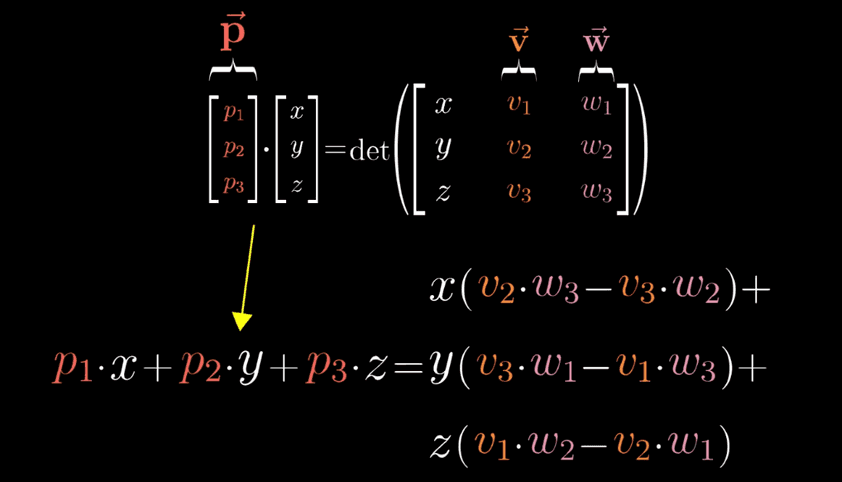 p⃗ v⃗ w⃗
[p₁ p₂ p₃] · [x y z] = det([x v₁ w₁
y v₂ w₂
z v₃ w₃])
x(v₂·w₃−v₃·w₂)+
p₁·x+p₂·y+p₃·z=y(v₃·w₁−v₁·w₃)+
z(v₁·w₂−v₂·w₁)